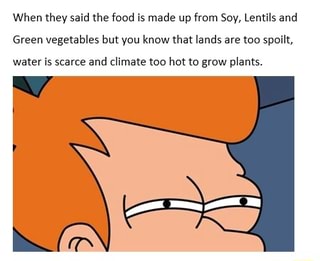 When they said the food is made up from Soy, Lentils and
Green vegetables but you know that lands are too spoilt,
water is scarce and climate too hot to grow plants.